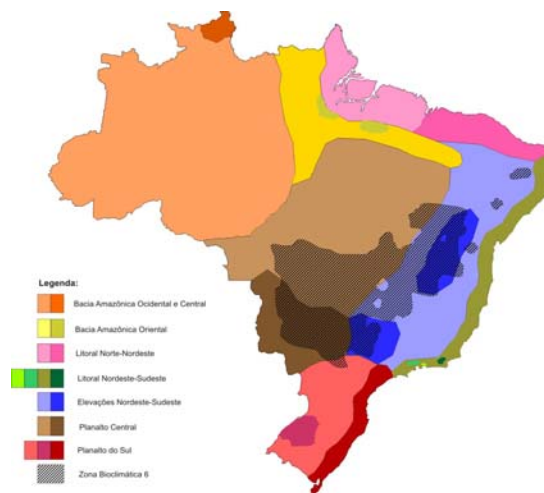 Legenda:
Bacia Amazônica Ocidental e Central
Bacia Amazônica Oriental
Litoral Norte-Nordeste
Litoral Nordeste-Sudeste
Elevações Nordeste-Sudeste
Planalto Central
Planalto do Sul
Zona Bioclimática 6